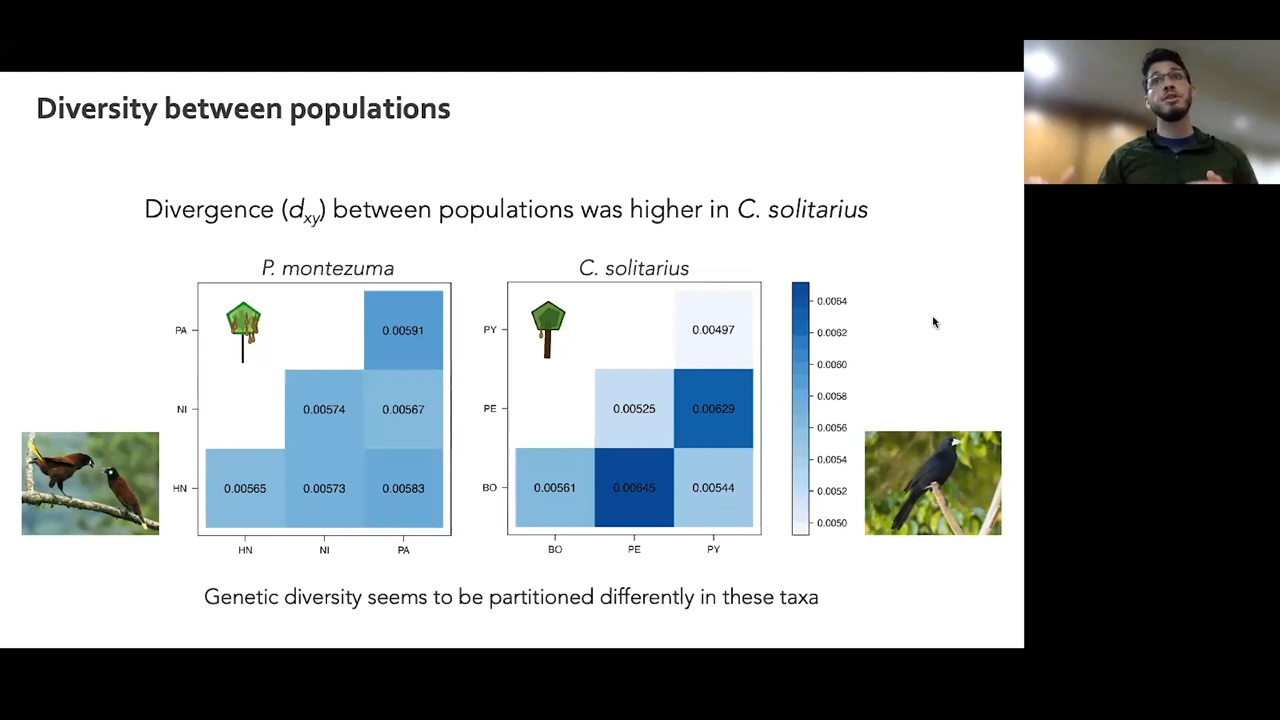 Diversity between populations
Divergence (dxy) between populations was higher in C. solitarius
P. montezuma
C. solitarius
PA
0.00591
NI
0.00574
0.00567
HN
0.00565
0.00573
0.00583
HN
NI
PA
PY
0.00497
PE
0.00525
0.00629
BO
0.00561
0.00645
0.00544
BO
PE
PY
0.0064
0.0062
0.0060
0.0058
0.0056
0.0054
0.0052
0.0050
Genetic diversity seems to be partitioned differently in these taxa